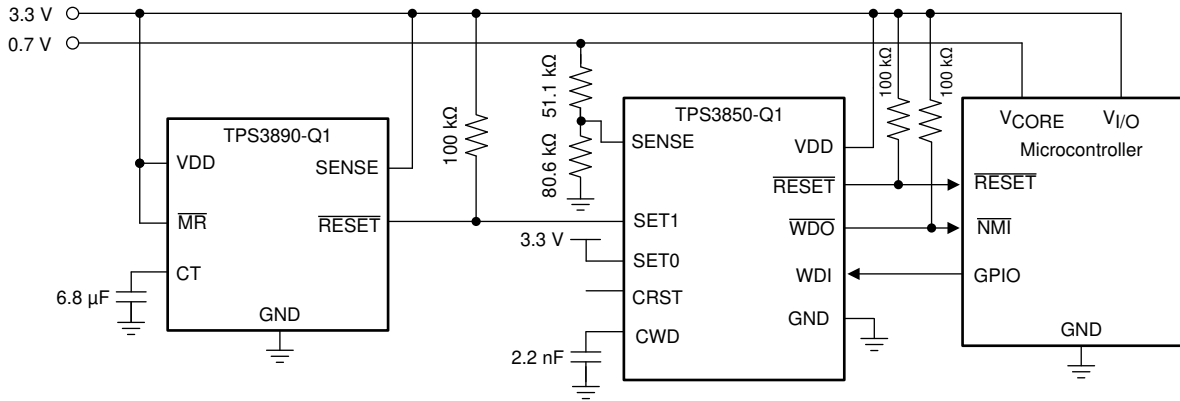 3.3 V
0.7 V
TPS3890-Q1
VDD
SENSE
MR
RESET
CT
GND
6.8 µF
100 kΩ
51.1 kΩ
80.6 kΩ
3.3 V
2.2 nF
TPS3850-Q1
SENSE
VDD
RESET
SET1
WDO
SET0
WDI
CRST
GND
CWD
100 kΩ
100 kΩ
VCORE
VI/O
Microcontroller
RESET
NMI
GPIO
GND